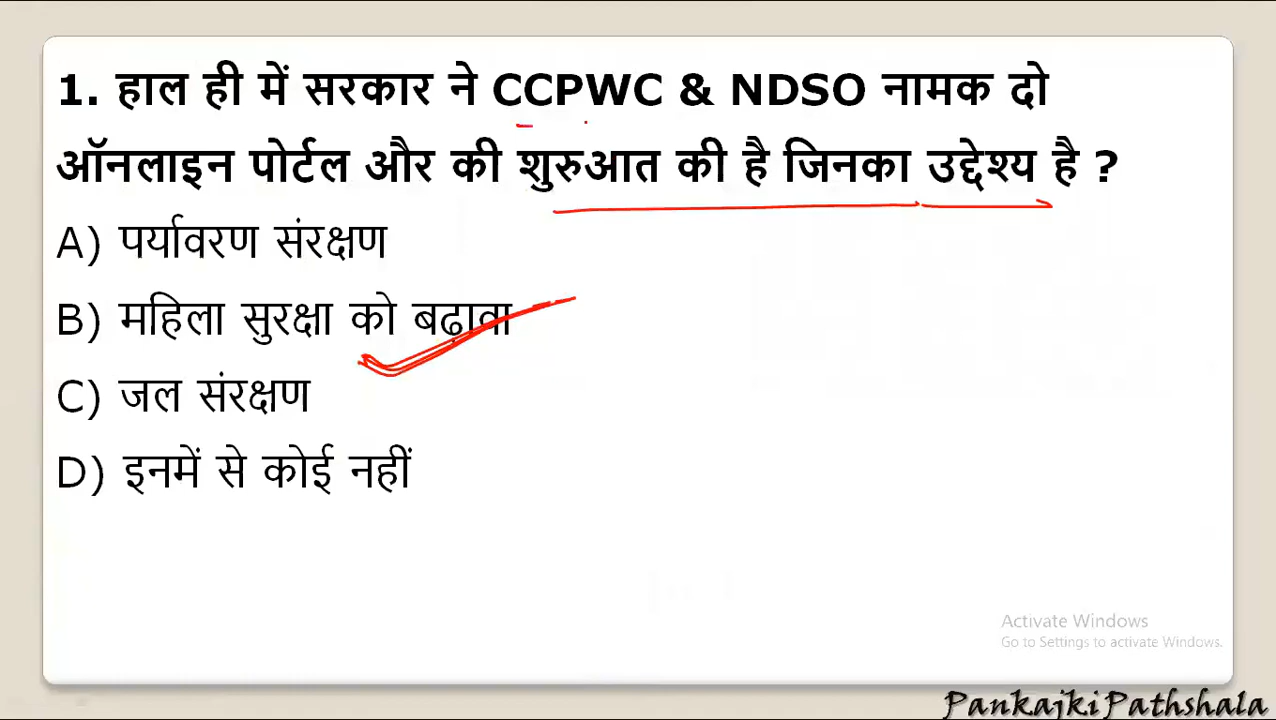 1. हाल ही में सरकार ने CCPWC & NDSO नामक दो
ऑनलाइन पोर्टल और की शुरुआत की है जिनका उद्देश्य है ?
A) पर्यावरण संरक्षण
B) महिला सुरक्षा को बढावा
C) जल संरक्षण
D) इनमें से कोई नहीं
Activate Windows
Go to Settings to activate Windows.
PankajkiPathshala